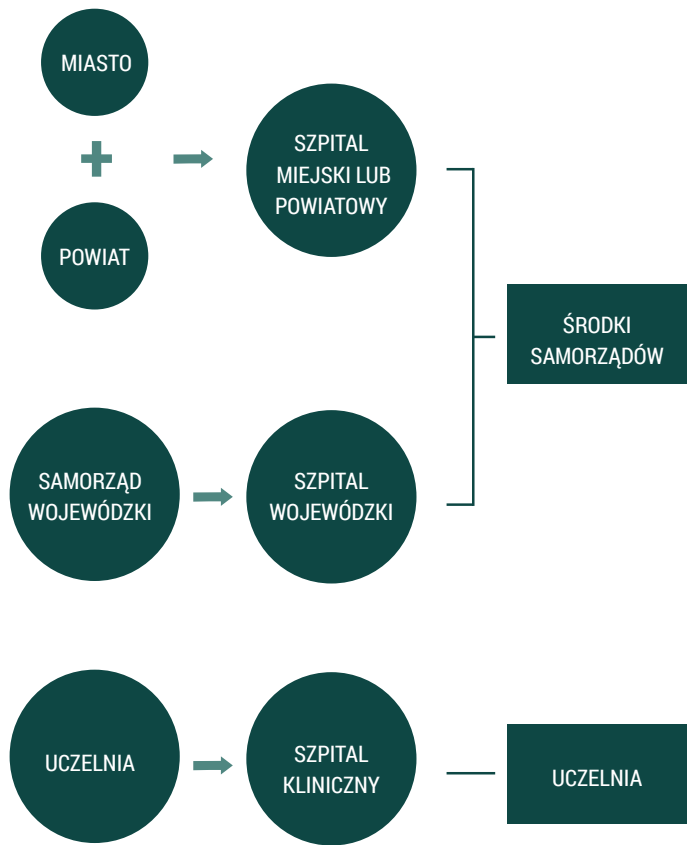 MIASTO
POWIAT
SZPITAL
MIEJSKI LUB
POWIATOWY
ŚRODKI
SAMORZĄDÓW
SAMORZĄD
WOJEWÓDZKI
SZPITAL
WOJEWÓDZKI
UCZELNIA
SZPITAL
KLINICZNY
UCZELNIA